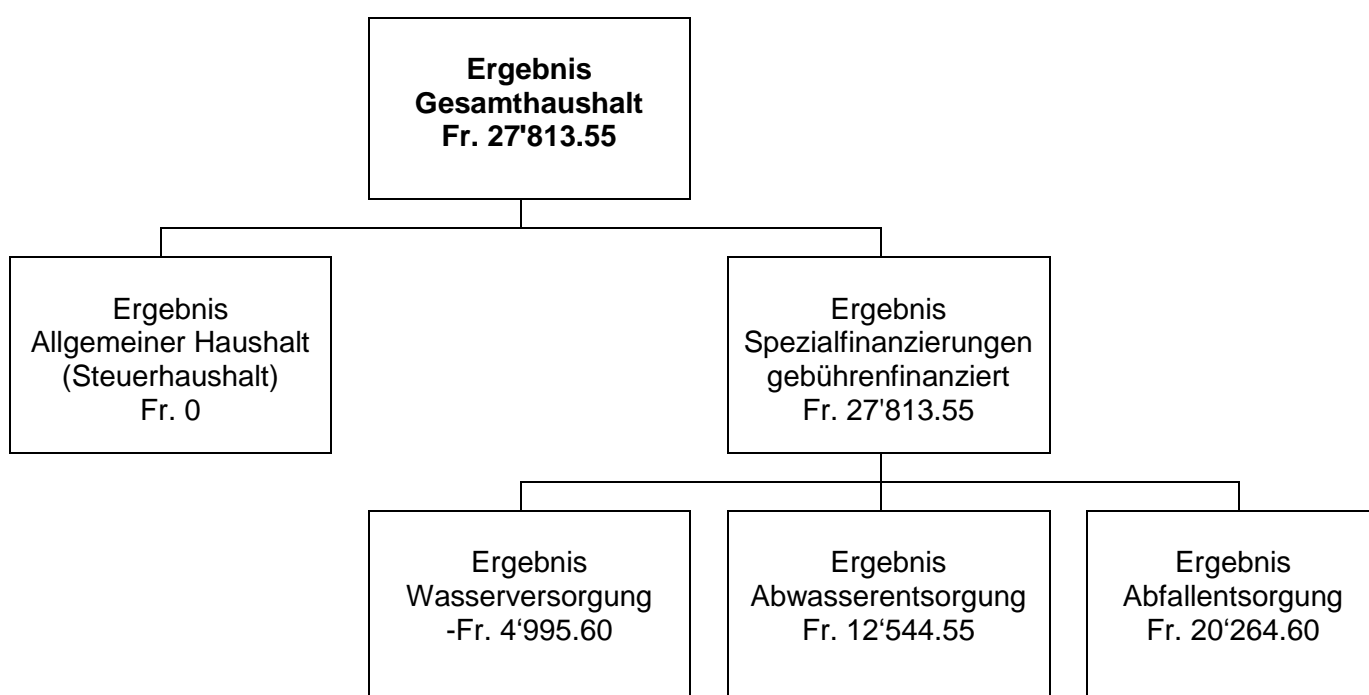 Ergebnis
Gesamthaushalt
Fr. 27'813.55
Ergebnis
Allgemeiner Haushalt
(Steuerhaushalt)
Fr. 0
Ergebnis
Spezialfinanzierungen
gebührenfinanziert
Fr. 27'813.55
Ergebnis
Wasserversorgung
-Fr. 4‘995.60
Ergebnis
Abwasserentsorgung
Fr. 12‘544.55
Ergebnis
Abfallentsorgung
Fr. 20‘264.60